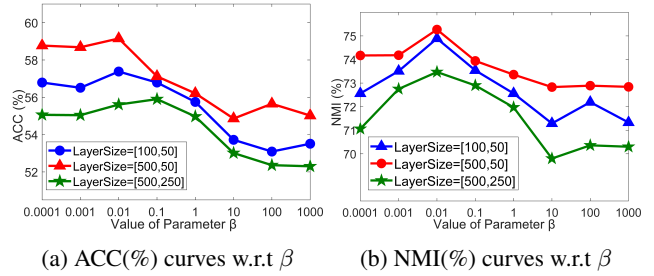 (a)
60
58
56
54
52
ACC (%)
LayerSize=[100,50]
LayerSize=[500,50]
LayerSize=[500,250]
0.0001 0.001 0.01 0.1 1 10 100 1000
Value of Parameter β
(a) ACC(%) curves w.r.t β
(b)
75
74
73
72
71
70
NMI (%)
LayerSize=[100,50]
LayerSize=[500,50]
LayerSize=[500,250]
0.0001 0.001 0.01 0.1 1 10 100 1000
Value of Parameter β
(b) NMI(%) curves w.r.t β